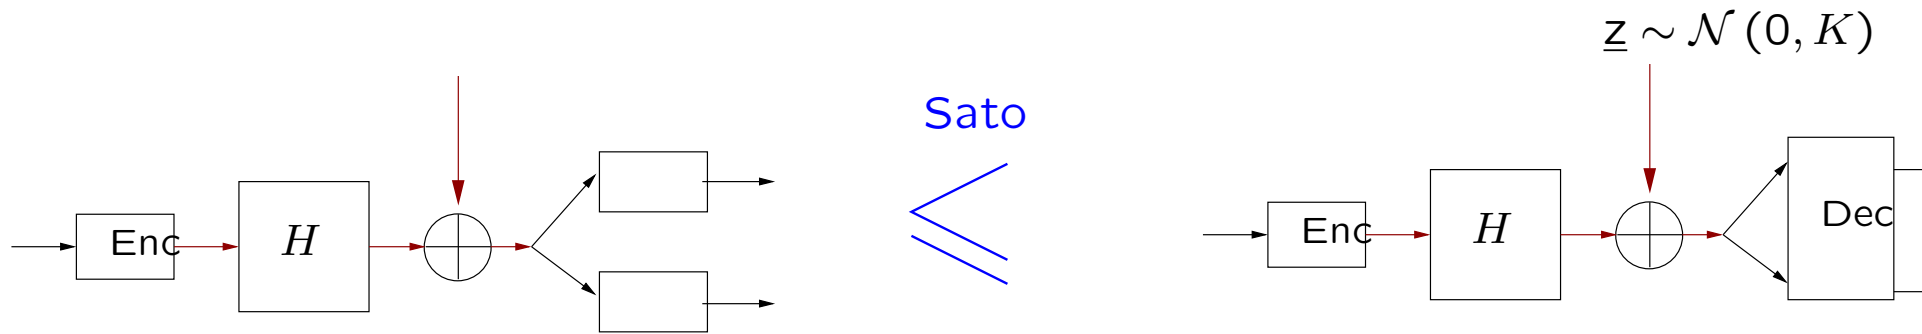 z ~ N (0, K)
Sato
Enc
H
Enc
H
Dec